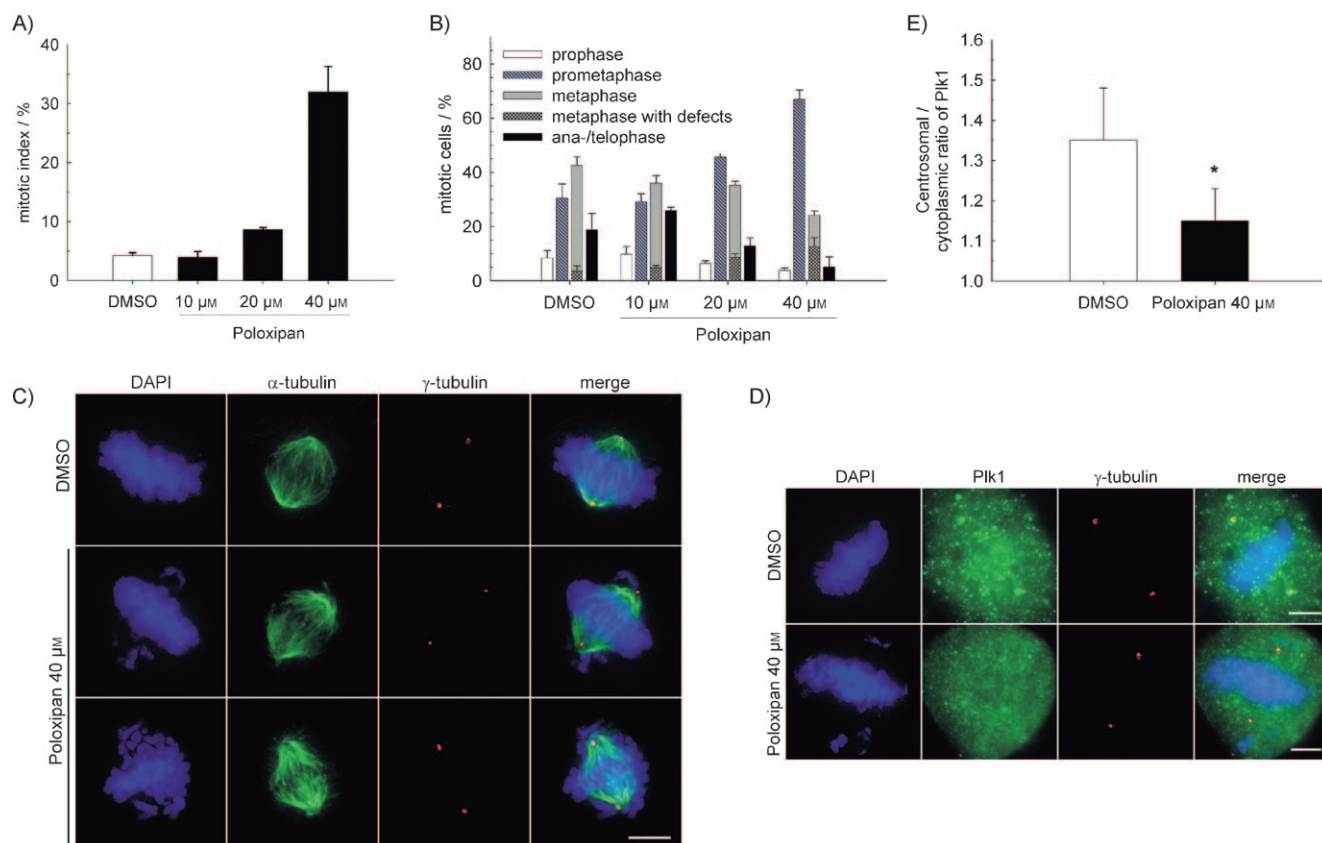 A)
mitotic index / %
40
30
20
10
0
DMSO 10 μM 20 μM 40 μM
Poloxipan
B)
mitotic cells / %
prophase
prometaphase
metaphase
metaphase with defects
ana-/telophase
80
60
40
20
0
DMSO 10 μM 20 μM 40 μM
Poloxipan
E)
Centrosomal /
cytoplasmic ratio of Plk1
1.6
1.5
1.4
1.3
1.2
1.1
1.0
*
DMSO Poloxipan 40 μM
C)
DAPI α-tubulin γ-tubulin merge
DMSO
Poloxipan 40 μM
D)
DAPI Plk1 γ-tubulin merge
DMSO
Poloxipan 40 μM